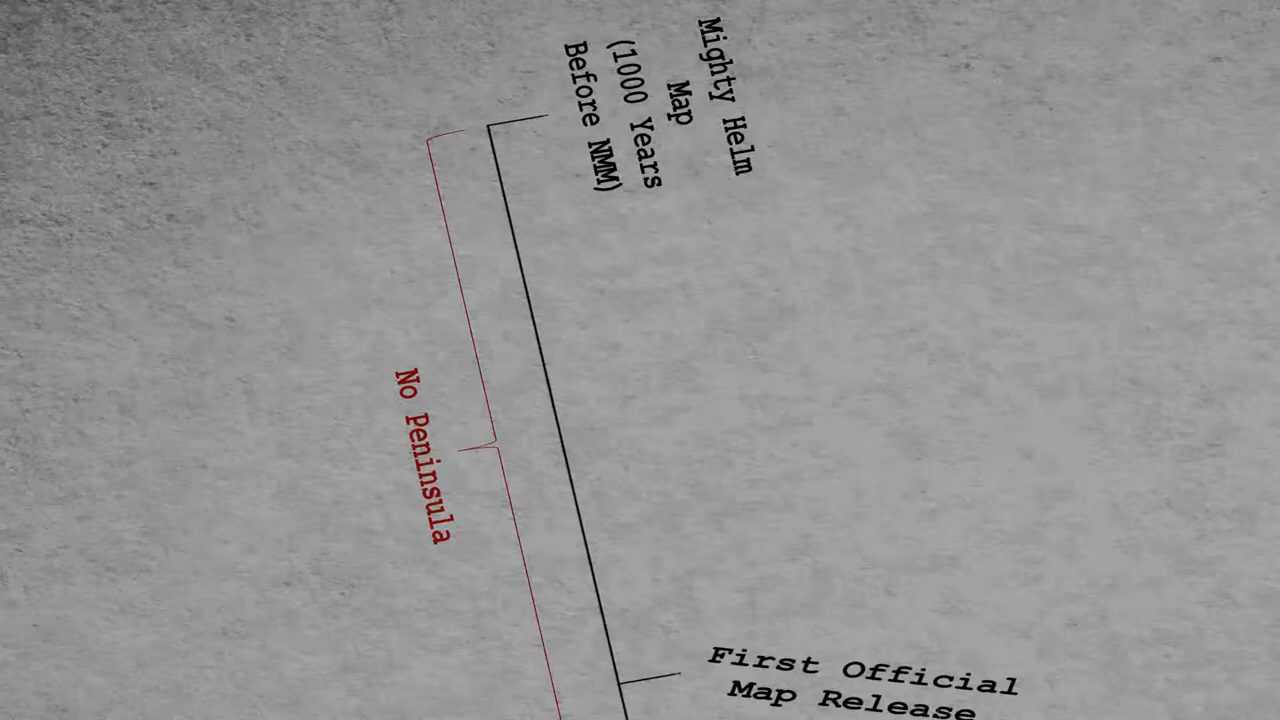 Mighty Helm
Map
(1000 Years
Before NMM)
No Peninsula
First Official
Map Release